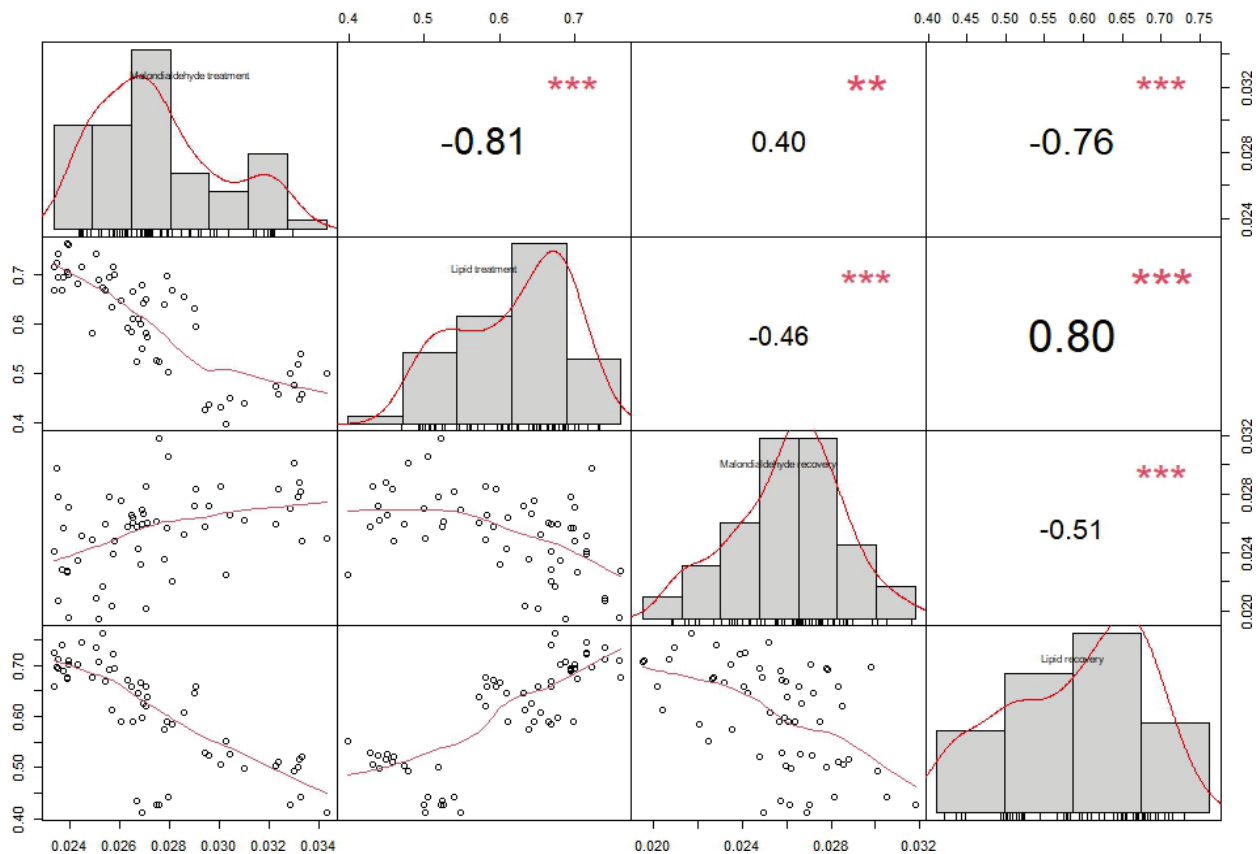 0.4 0.5 0.6 0.7
0.40 0.45 0.50 0.55 0.60 0.65 0.70 0.75
Malondialdehyde treatment
***
-0.81
**
0.40
***
-0.76
0.024 0.028 0.032
0.4 0.5 0.6 0.7
Lipid treatment
***
-0.46
***
0.80
Malondialdehyde recovery
***
-0.51
0.020 0.024 0.028 0.032
0.40 0.50 0.60 0.70
Lipid recovery
0.024 0.026 0.028 0.030 0.032 0.034
0.020 0.024 0.028 0.032